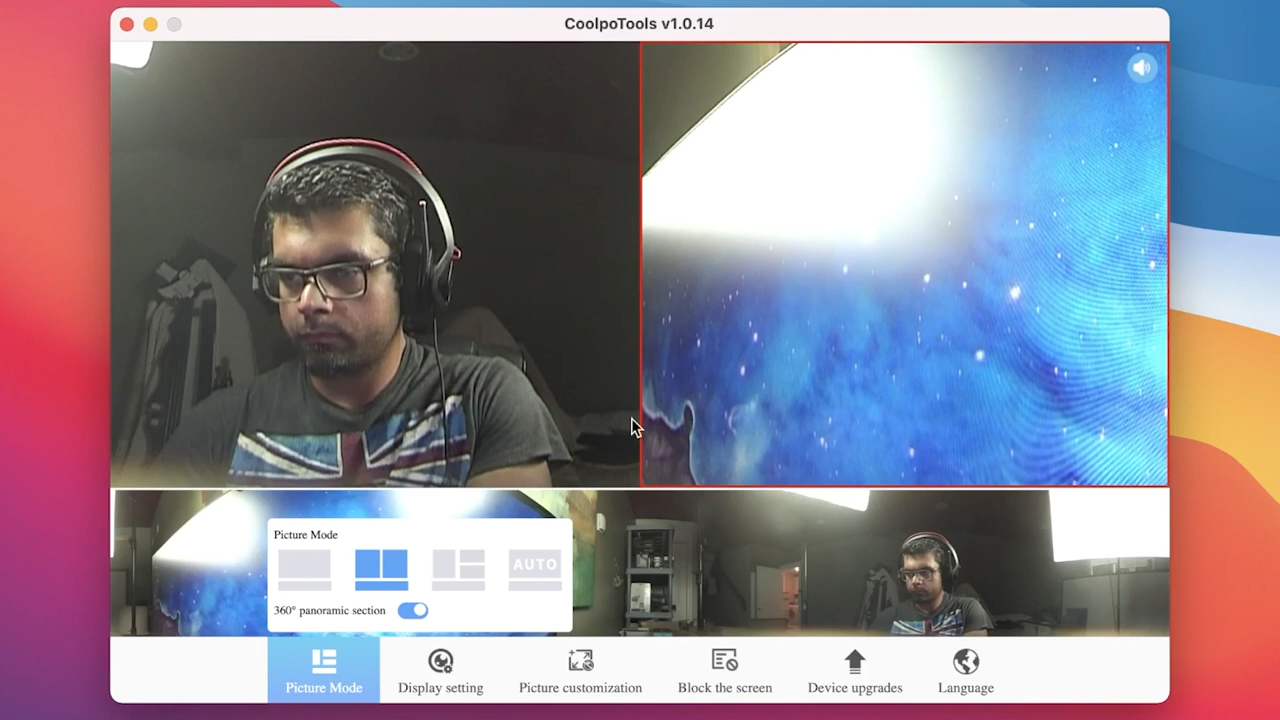 CoolpoTools v1.0.14
Picture Mode
AUTO
360° panoramic section
Picture Mode
Display setting
Picture customization
Block the screen
Device upgrades
Language